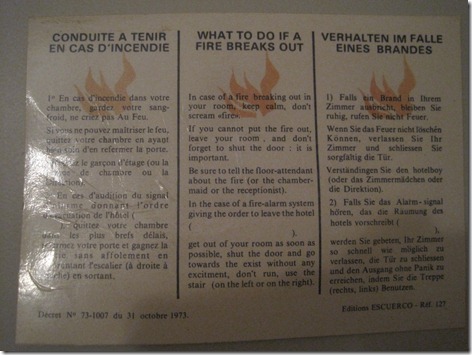 CONDUITE A TENIR
EN CAS D'INCENDIE
1er En cas d'incendie dans votre
chambre, gardez votre sang-
froid, ne criez pas Au Feu.
Si vous ne pouvez maîtriser le feu,
quittez votre chambre en ayant
bien soin d'en refermer la porte.
le garçon d'étage (ou la
de chambre ou la
En cas d'audition du signal
donnant l'ordre
de l'hôtel (
). quittez votre chambre
les plus brefs délais,
votre porte et gagnez la
sans affolement en
l'escalier (à droite à
en sortant.
Décret Nº 73-1007 du 31 octobre 1973.
WHAT TO DO IF A
FIRE BREAKS OUT
In case of a fire breaking out in
your room, keep calm, don't
scream «fire».
If you cannot put the fire out,
leave your room , and don't
forget to shut the door : it is
important.
Be sure to tell the floor-attendant
about the fire (or the chamber-
maid or the receptionist).
In the case of a fire-alarm system
giving the order to leave the hotel
(
),
get out of your room as soon as
possible, shut the door and go
towards the exist without any
excitment, don't run, use the
stair (on the left or on the right).
VERHALTEN IM FALLE
EINES BRANDES
1) Falls ein Brand in Ihrem
Zimmer ausbricht, bleiben Sie
ruhig, rufen Sie nicht Feuer.
Wenn Sie das Feuer nicht löschen
Können, verlassen Sie Ihr
Zimmer und schliessen Sie
sorgfältig die Tür.
Verständingen Sie den hotelboy
(oder das Zimmermädchen oder
die Direktion).
2) Falls Sie das Alarm-signal
hören, das die Räumung des
hotels vorschreibt (
),
werden Sie gebeten, Ihr Zimmer
so schnell wie möglich zu
verlassen, die Tür zu schliessen
und den Ausgang ohne Panik zu
erreichen, indem Sie die Treppe
(rechts, links) Benutzen.
Editions ESCUERCO - Réf. 127